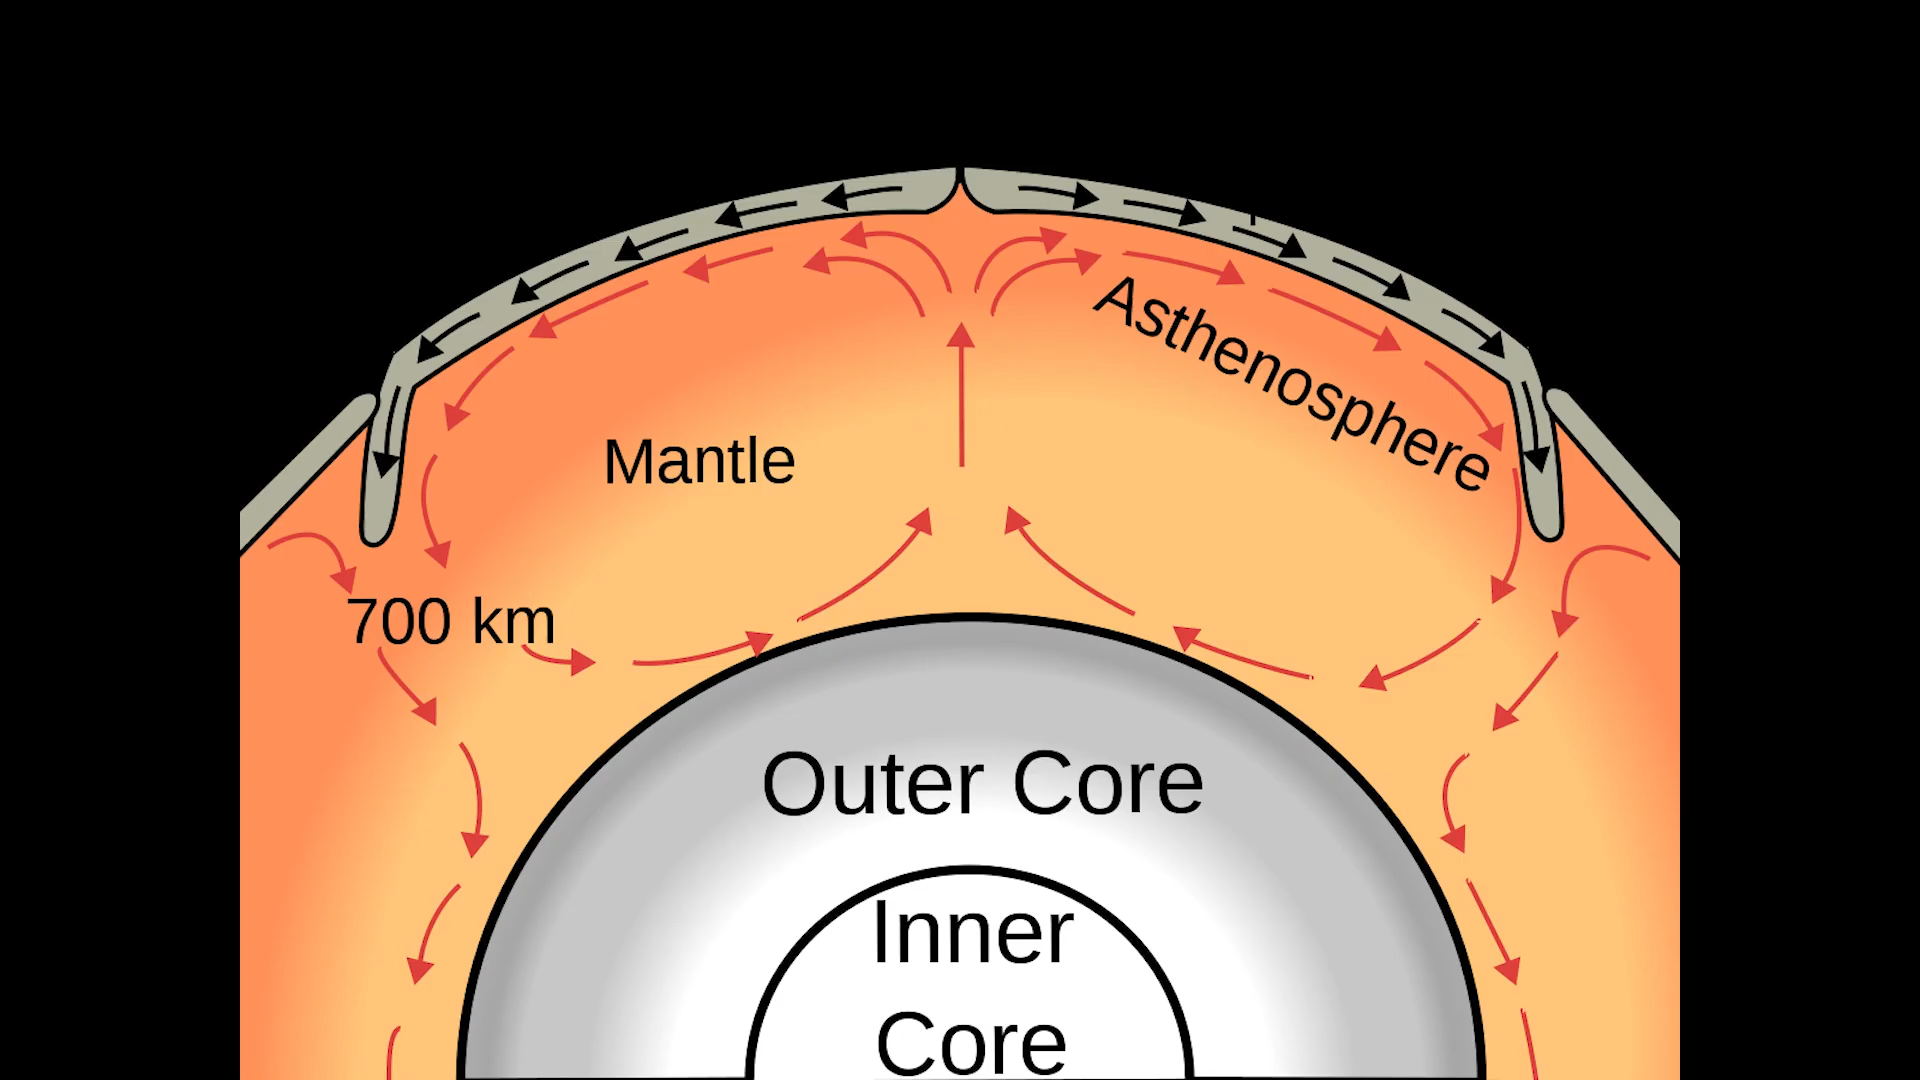 Asthenosphere
Mantle
700 km
Outer Core
Inner
Core